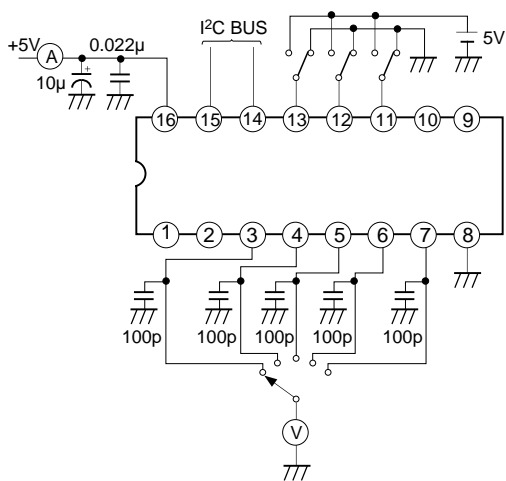 I²C BUS
+5V A 0.022μ 5V
10μ +
16 15 14 13 12 11 10 9
1 2 3 4 5 6 7 8
100p 100p 100p 100p 100p
V